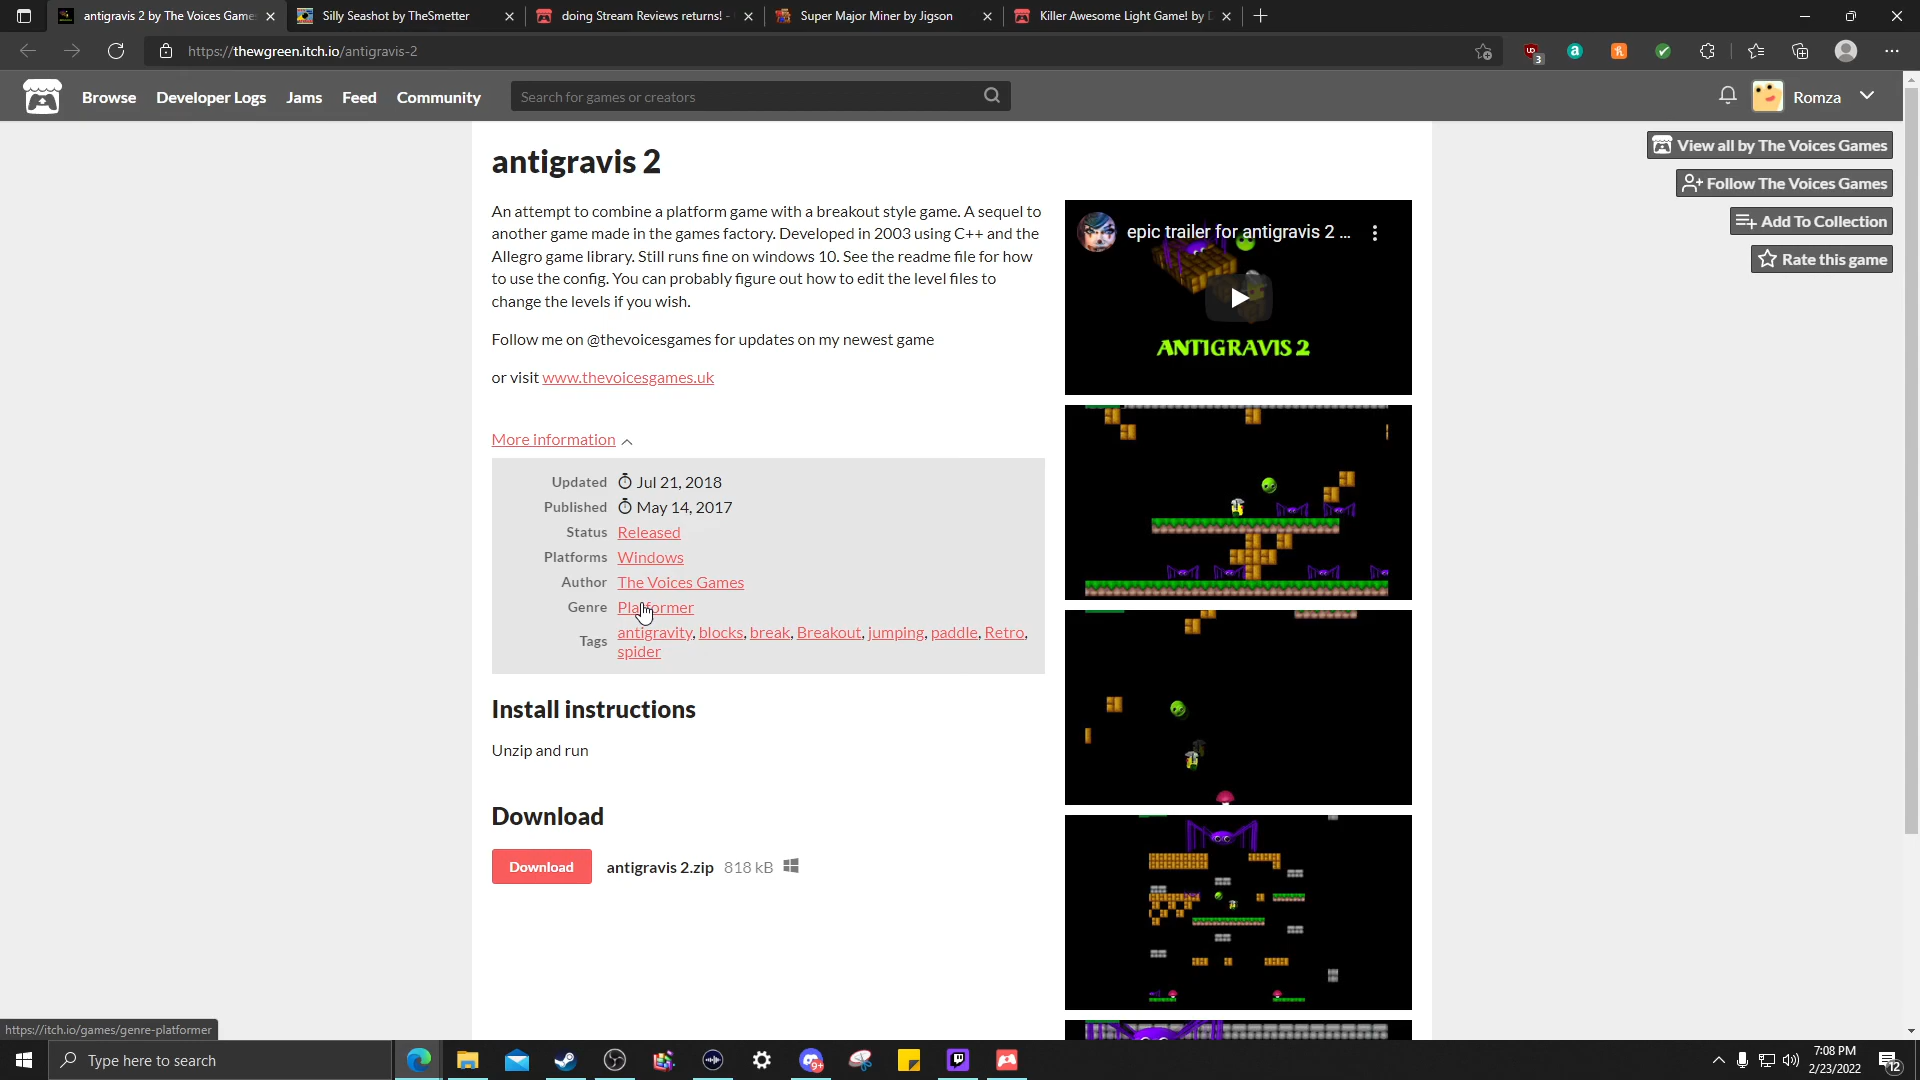 antigravis 2 by The Voices Game
Silly Seashot by TheSmetter
doing Stream Reviews returns! -
Super Major Miner by Jigson
Killer Awesome Light Game! by D
https://thewgreen.itch.io/antigravis-2
3
Browse
Developer Logs
Jams
Feed
Community
Search for games or creators
Romza
View all by The Voices Games
Follow The Voices Games
Add To Collection
Rate this game
antigravis 2
An attempt to combine a platform game with a breakout style game. A sequel to
another game made in the games factory. Developed in 2003 using C++ and the
Allegro game library. Still runs fine on windows 10. See the readme file for how
to use the config. You can probably figure out how to edit the level files to
change the levels if you wish.
Follow me on @thevoicesgames for updates on my newest game
or visit www.thevoicesgames.uk
epic trailer for antigravis 2 ...
ANTIGRAVIS 2
More information
Updated Jul 21, 2018
Published May 14, 2017
Status Released
Platforms Windows
Author The Voices Games
Genre Platformer
Tags antigravity, blocks, break, Breakout, jumping, paddle, Retro,
spider
Install instructions
Unzip and run
Download
Download antigravis 2.zip 818 kB
https://itch.io/games/genre-platformer
Type here to search
9+
7:08 PM
2/23/2022
12